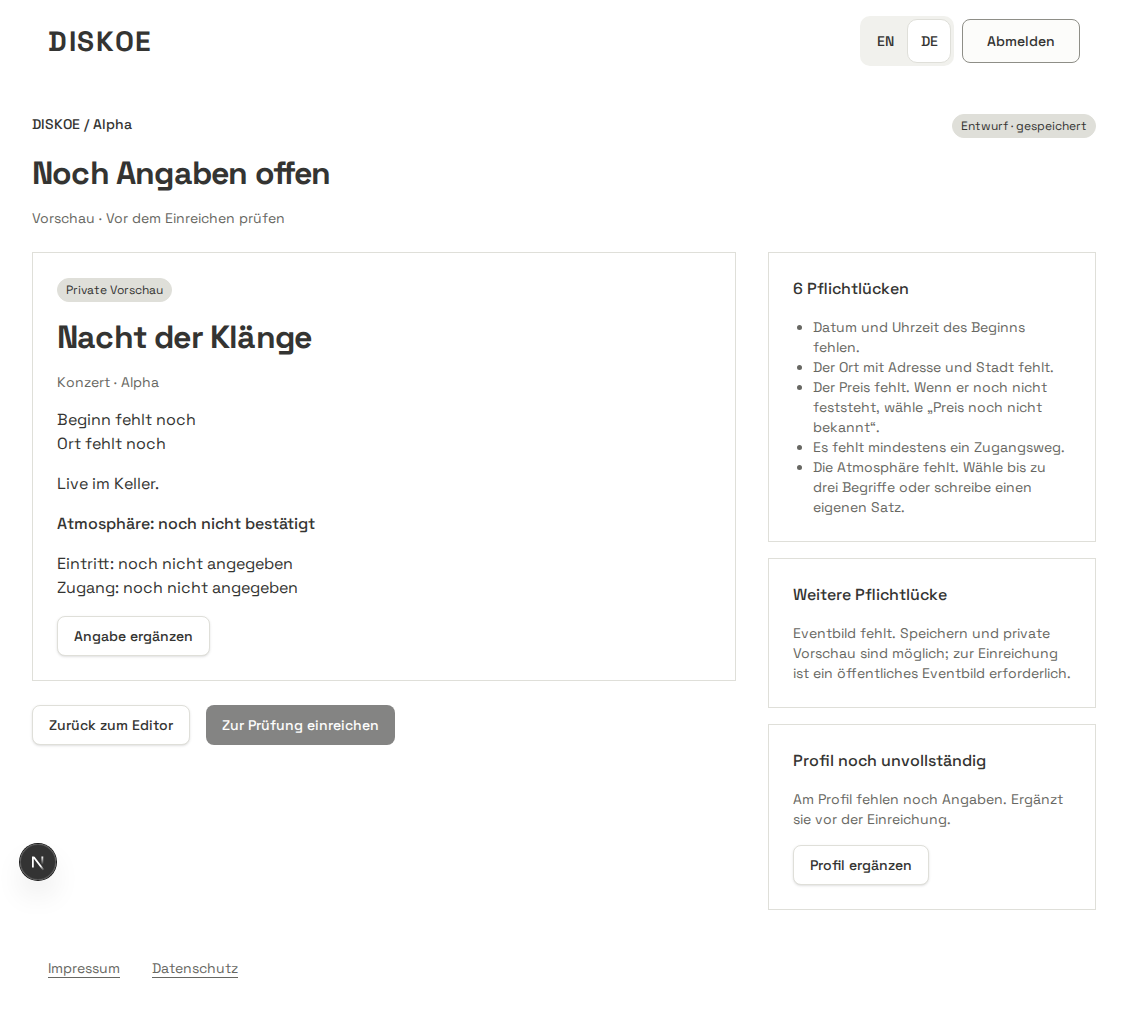 DISKOE
EN
DE
Abmelden
DISKOE / Alpha
Entwurf · gespeichert
Noch Angaben offen
Vorschau · Vor dem Einreichen prüfen
Private Vorschau
Nacht der Klänge
Konzert · Alpha
Beginn fehlt noch
Ort fehlt noch
Live im Keller.
Atmosphäre: noch nicht bestätigt
Eintritt: noch nicht angegeben
Zugang: noch nicht angegeben
Angabe ergänzen
Zurück zum Editor
Zur Prüfung einreichen
6 Pflichtlücken
Datum und Uhrzeit des Beginns
fehlen.
Der Ort mit Adresse und Stadt fehlt.
Der Preis fehlt. Wenn er noch nicht
feststeht, wähle „Preis noch nicht
bekannt“.
Es fehlt mindestens ein Zugangsweg.
Die Atmosphäre fehlt. Wähle bis zu
drei Begriffe oder schreibe einen
eigenen Satz.
Weitere Pflichtlücke
Eventbild fehlt. Speichern und private
Vorschau sind möglich; zur Einreichung
ist ein öffentliches Eventbild erforderlich.
Profil noch unvollständig
Am Profil fehlen noch Angaben. Ergänzt
sie vor der Einreichung.
Profil ergänzen
N
Impressum
Datenschutz